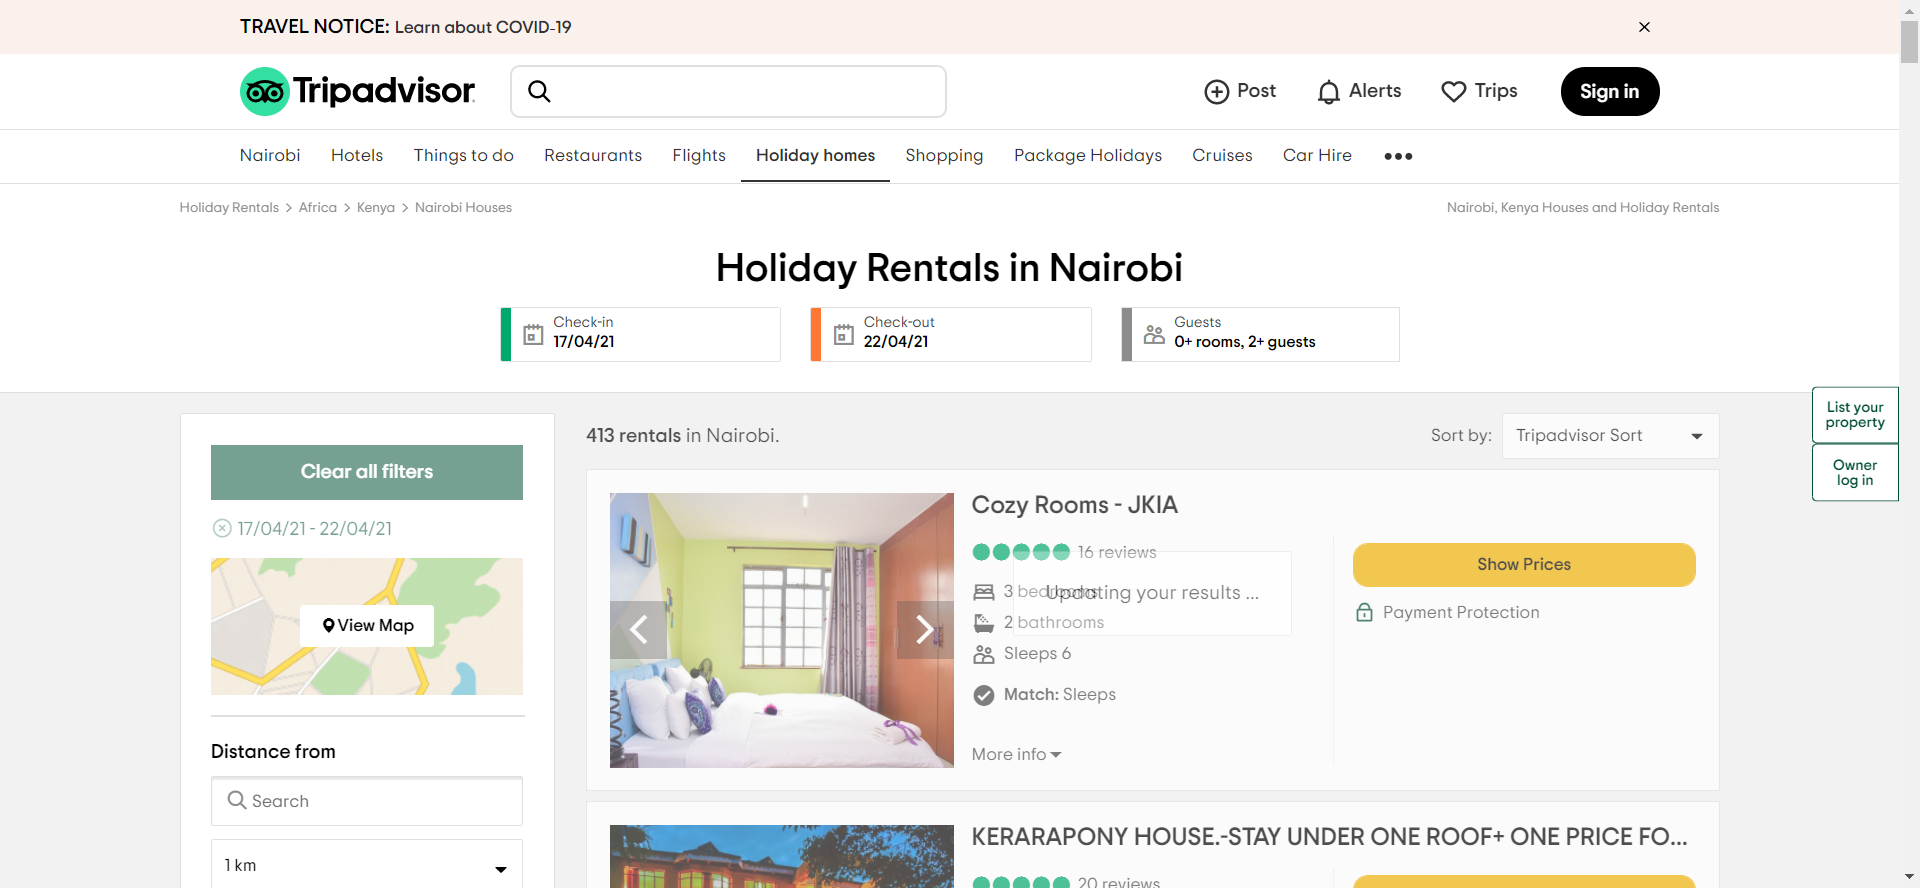 TRAVEL NOTICE: Learn about COVID-19
Tripadvisor
Post
Alerts
Trips
Sign in
Nairobi
Hotels
Things to do
Restaurants
Flights
Holiday homes
Shopping
Package Holidays
Cruises
Car Hire
Holiday Rentals > Africa > Kenya > Nairobi Houses
Nairobi, Kenya Houses and Holiday Rentals
Holiday Rentals in Nairobi
Check-in
17/04/21
Check-out
22/04/21
Guests
0+ rooms, 2+ guests
List your
property
Owner
log in
Clear all filters
17/04/21 - 22/04/21
View Map
Distance from
Search
1 km
413 rentals in Nairobi.
Sort by:
Tripadvisor Sort
Cozy Rooms - JKIA
16 reviews
3 bedrooms
Updating your results ...
2 bathrooms
Sleeps 6
Match: Sleeps
More info
Show Prices
Payment Protection
KERARAPONY HOUSE.-STAY UNDER ONE ROOF+ ONE PRICE FO...
20 reviews